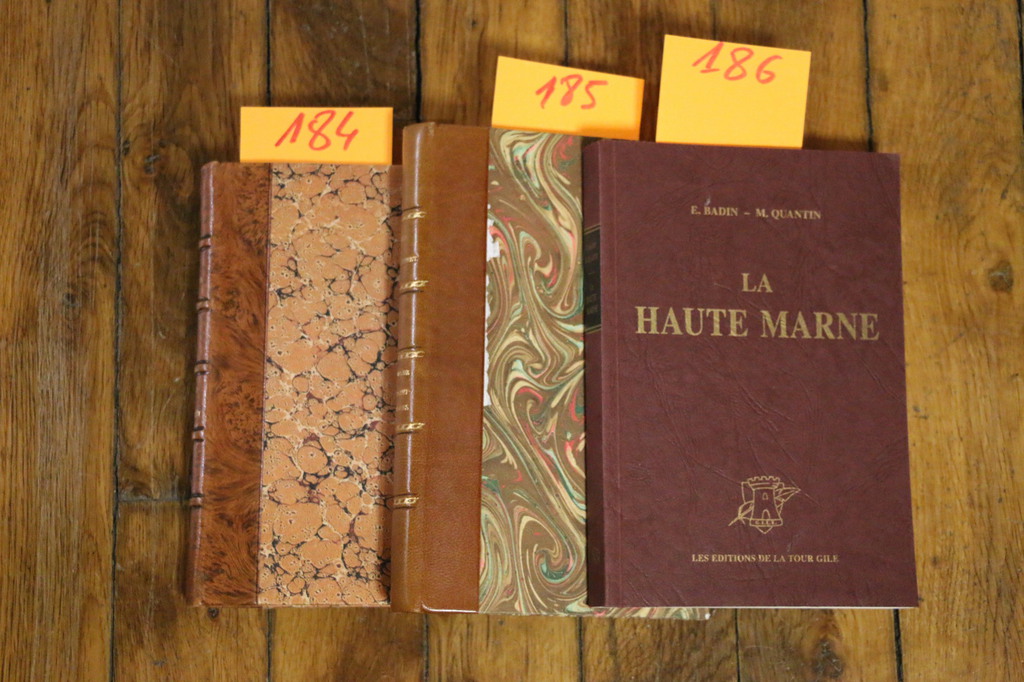 184
185
186
E. BADIN – M. QUANTIN
LA
HAUTE MARNE
LES EDITIONS DE LA TOUR GILE